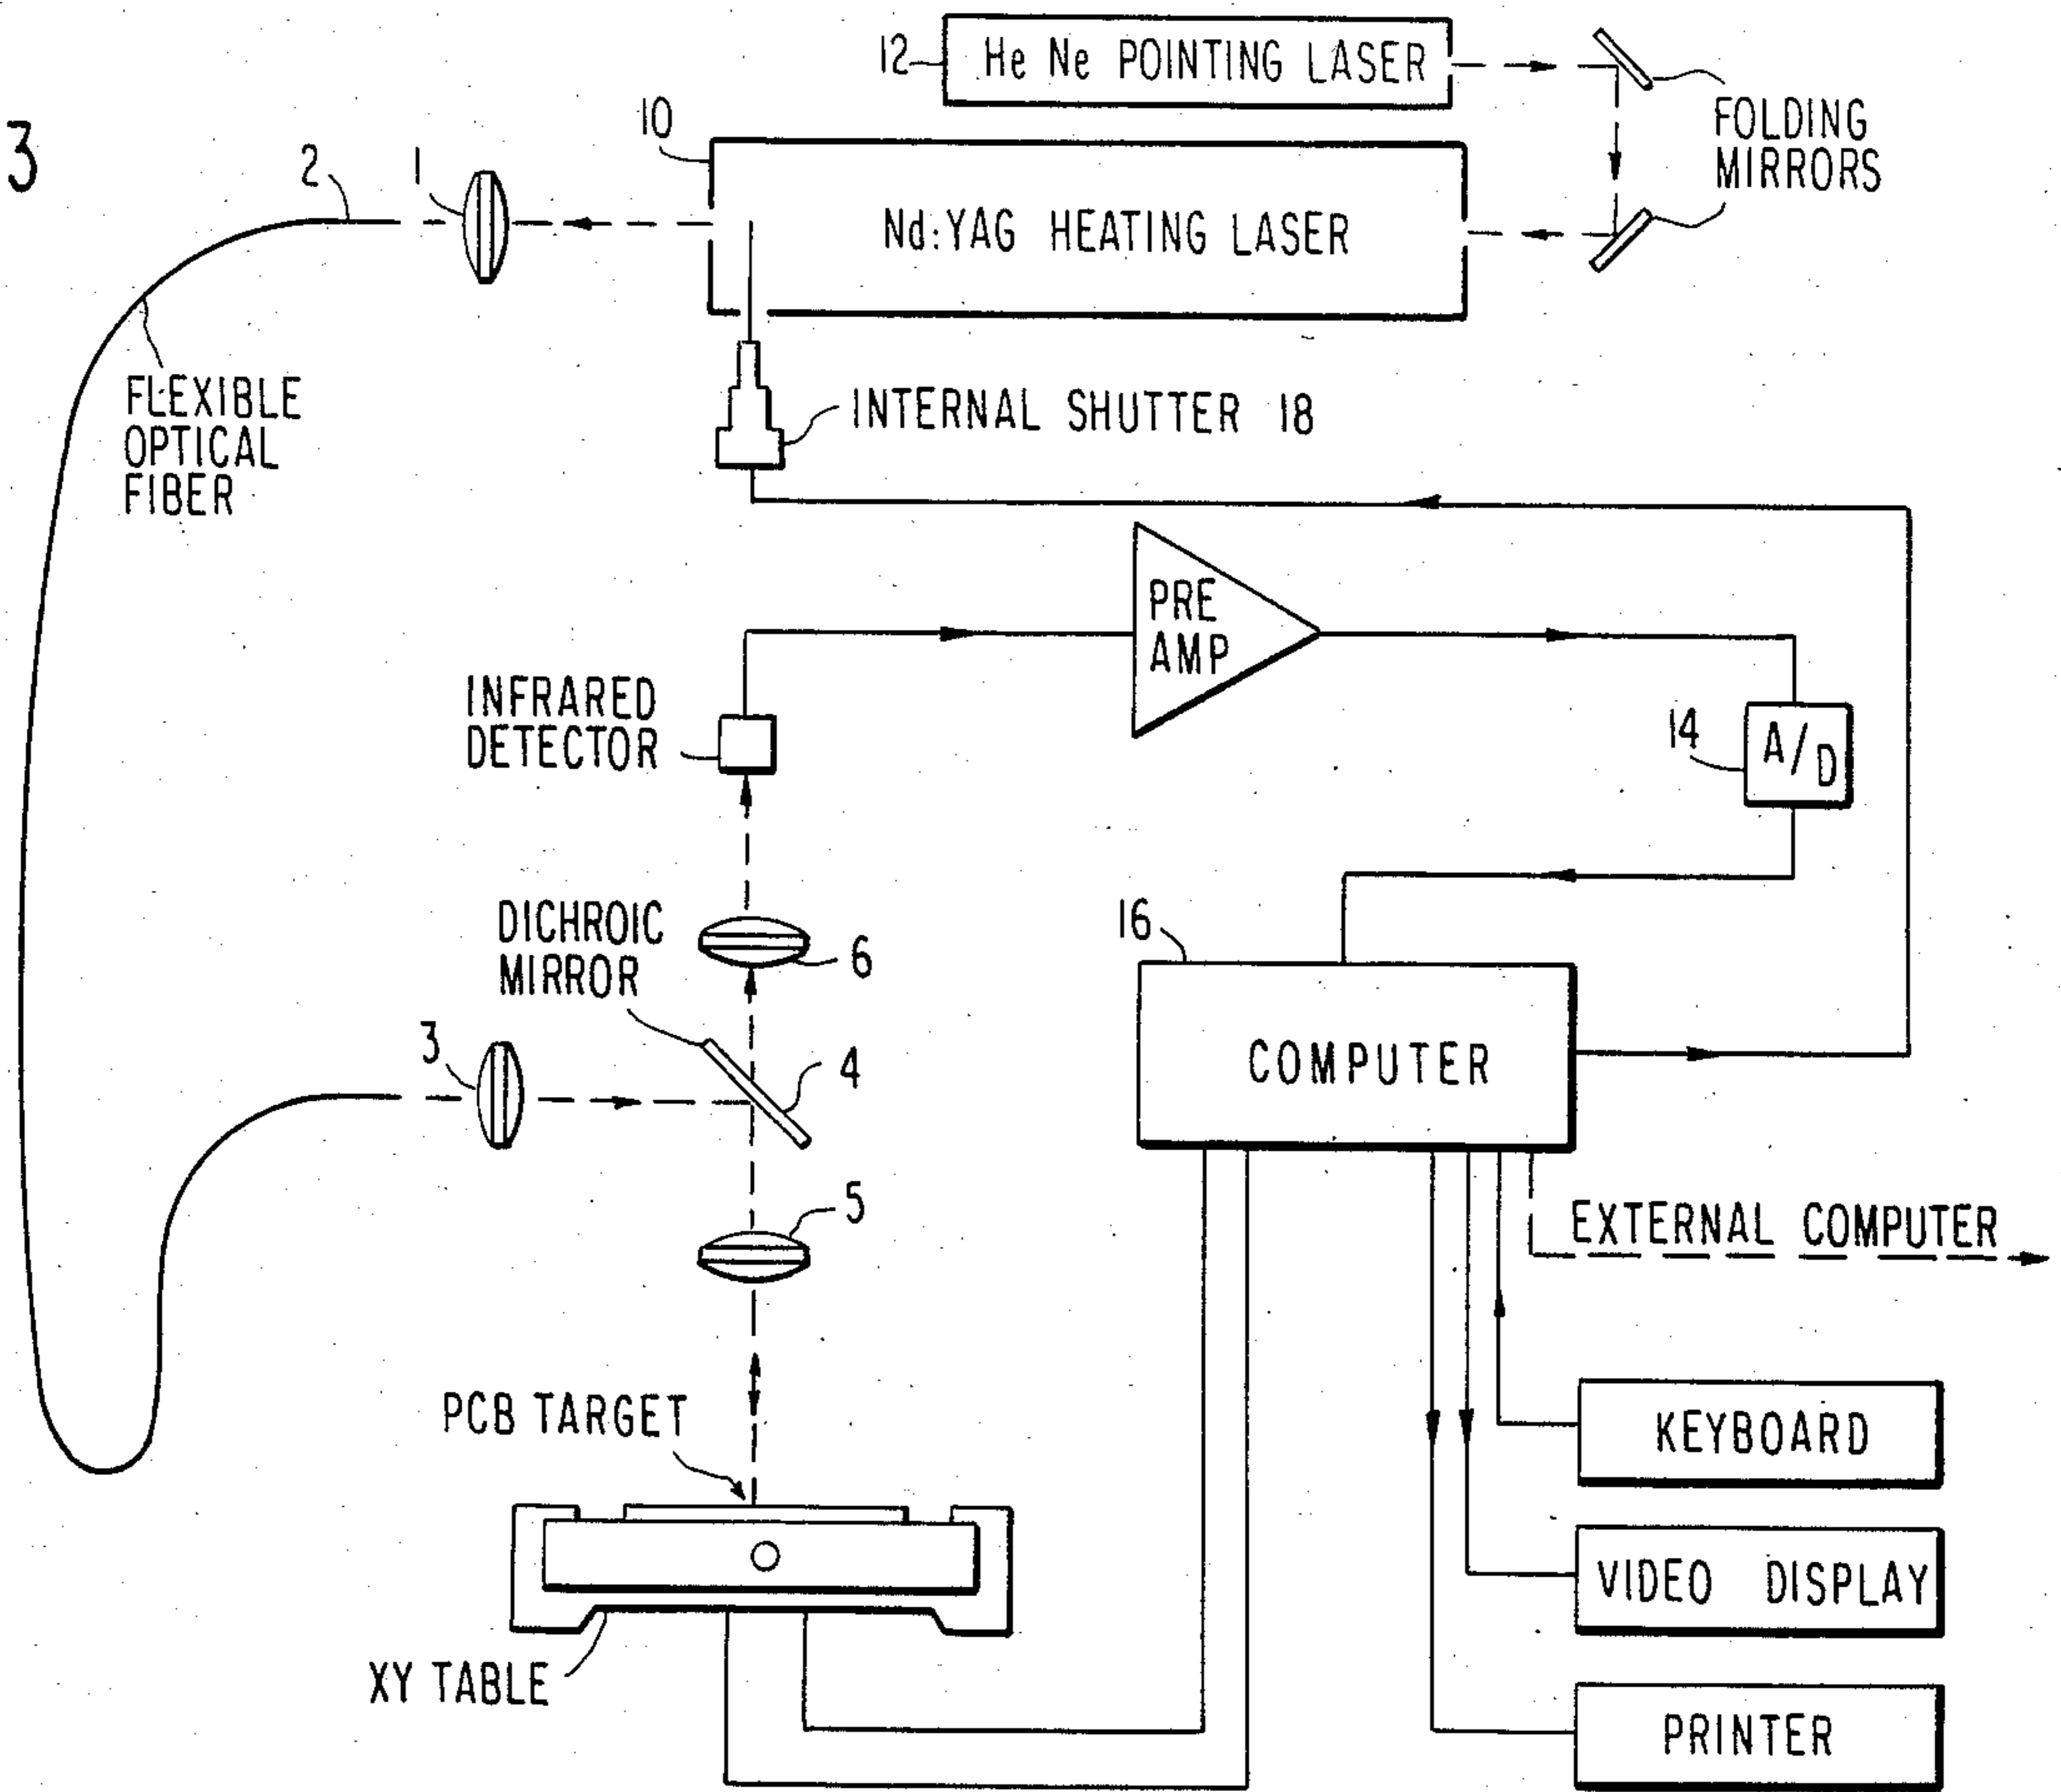 12
He Ne POINTING LASER
FOLDING
MIRRORS
3
10
2
1
Nd:YAG HEATING LASER
FLEXIBLE
OPTICAL
FIBER
INTERNAL SHUTTER 18
PRE
AMP
INFRARED
DETECTOR
14
A/D
DICHROIC
MIRROR
6
16
3
4
COMPUTER
5
EXTERNAL COMPUTER
PCB TARGET
KEYBOARD
VIDEO DISPLAY
XY TABLE
PRINTER